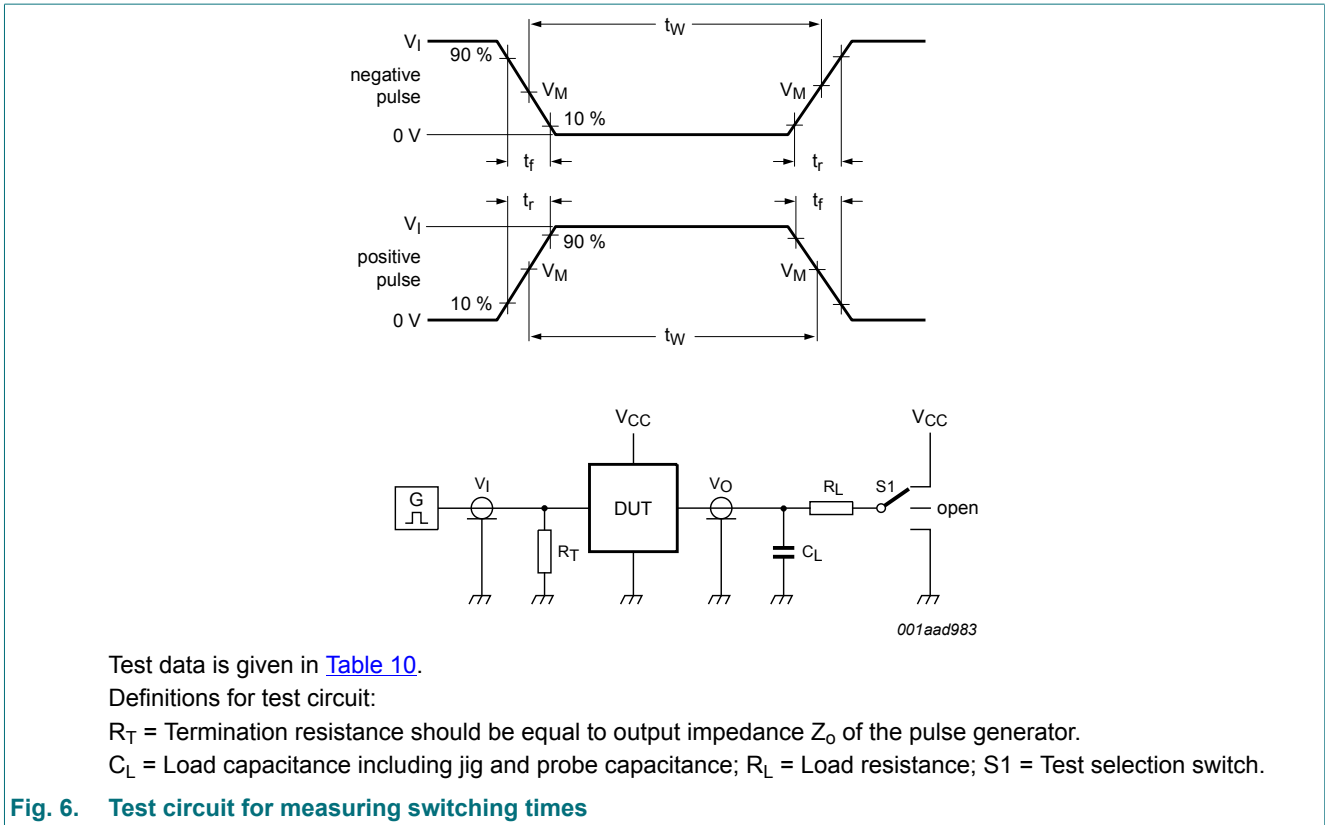 tW
VI
90 %
negative
pulse
VM
VM
10 %
0 V
tf
tr
tr
tf
VI
90 %
positive
pulse
VM
VM
10 %
0 V
tW
VCC
VCC
G
VI
DUT
VO
RL
S1
open
RT
CL
001aad983
Test data is given in Table 10.
Definitions for test circuit:
RT = Termination resistance should be equal to output impedance Zo of the pulse generator.
CL = Load capacitance including jig and probe capacitance; RL = Load resistance; S1 = Test selection switch.
Fig. 6. Test circuit for measuring switching times